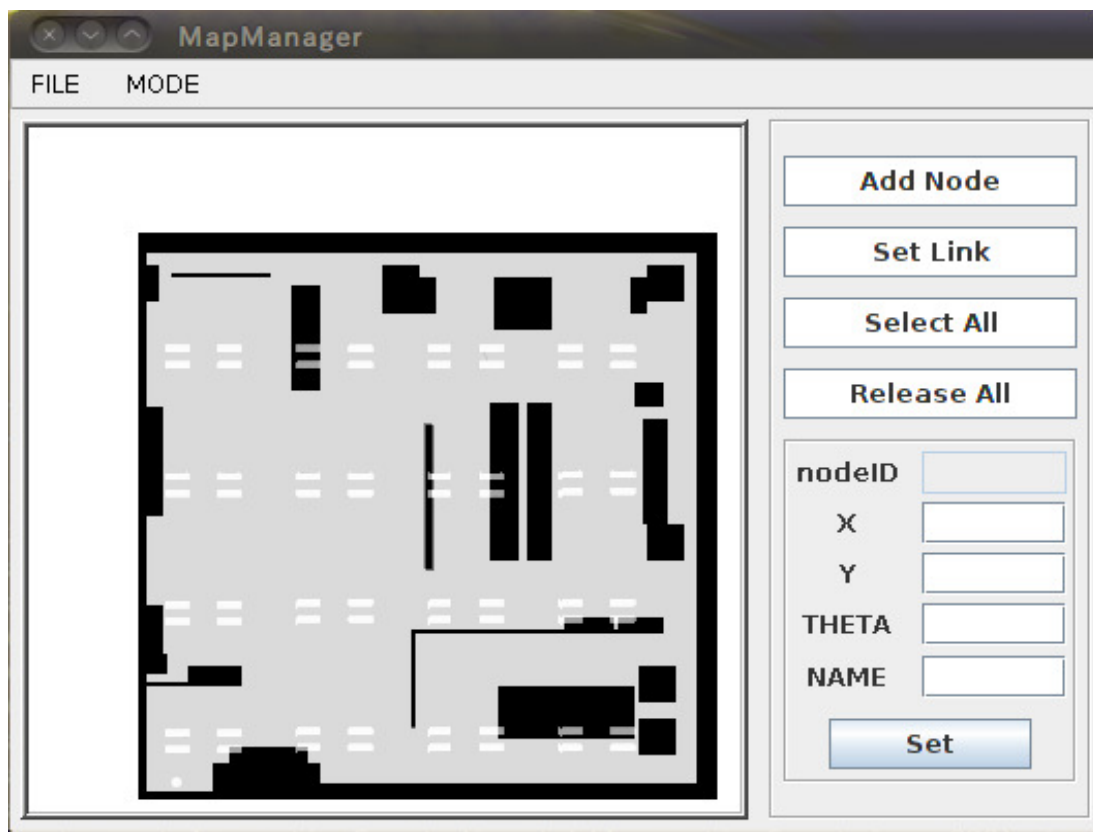 MapManager
FILE MODE
Add Node
Set Link
Select All
Release All
nodeID
X
Y
THETA
NAME
Set